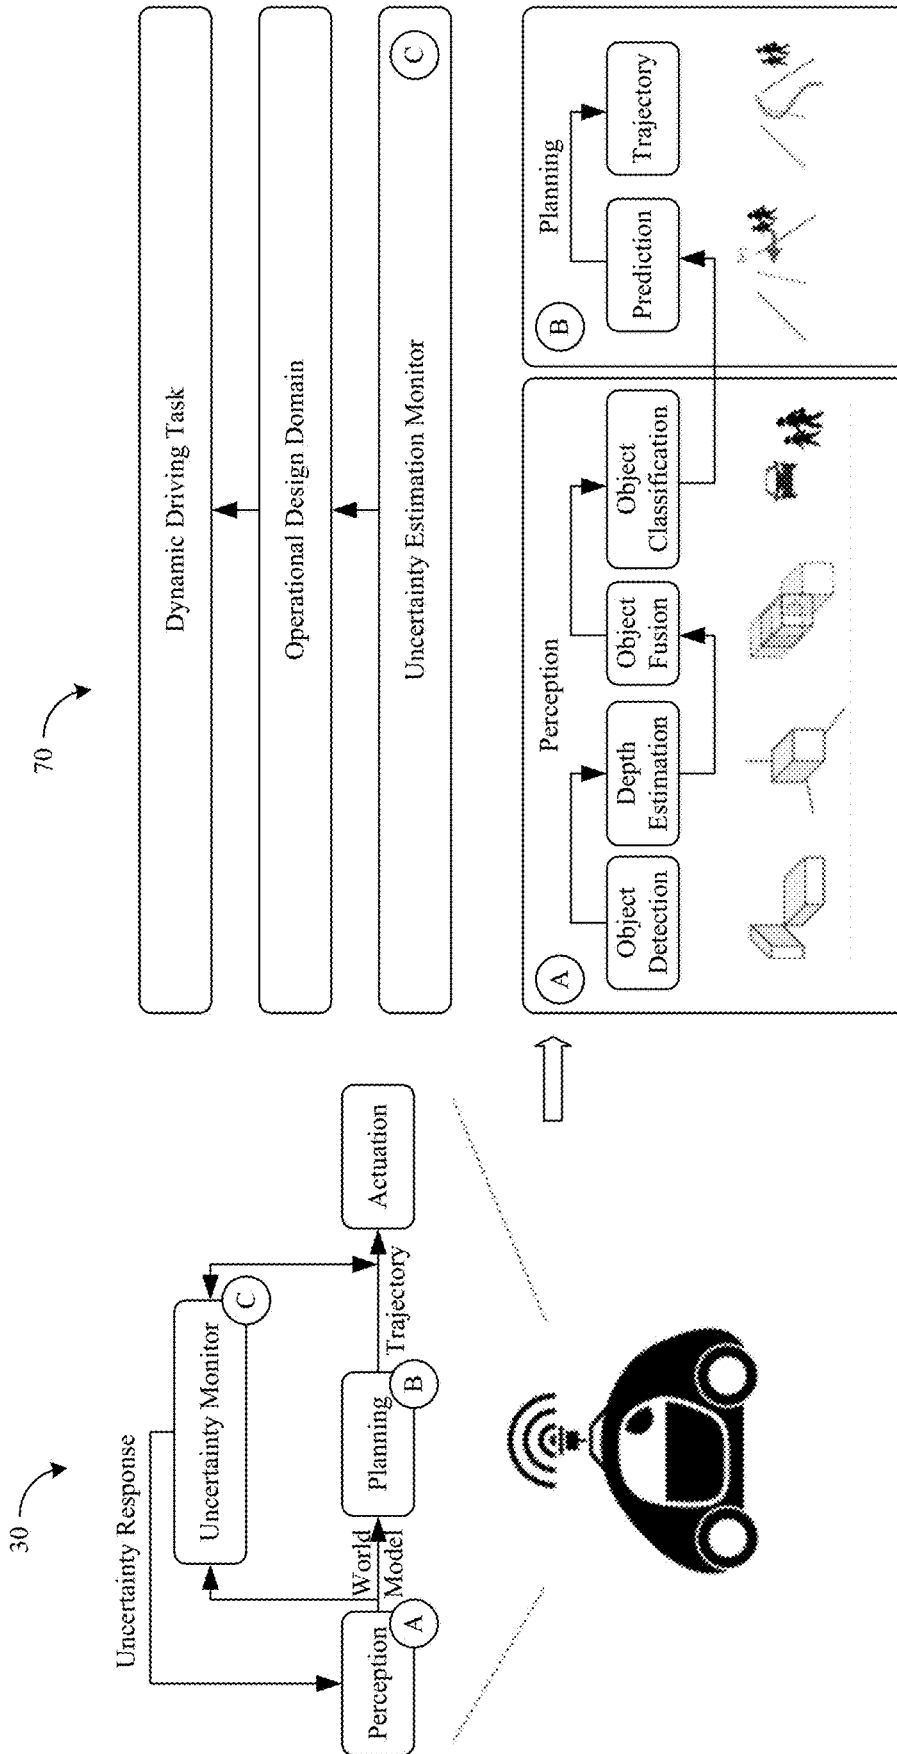 30
Uncertainty Response
Uncertainty Monitor
C
Perception
A
World
Model
Planning
B
Trajectory
Actuation
70
Dynamic Driving Task
Operational Design Domain
Uncertainty Estimation Monitor
C
A
Perception
Object
Detection
Depth
Estimation
Object
Fusion
Object
Classification
B
Planning
Prediction
Trajectory